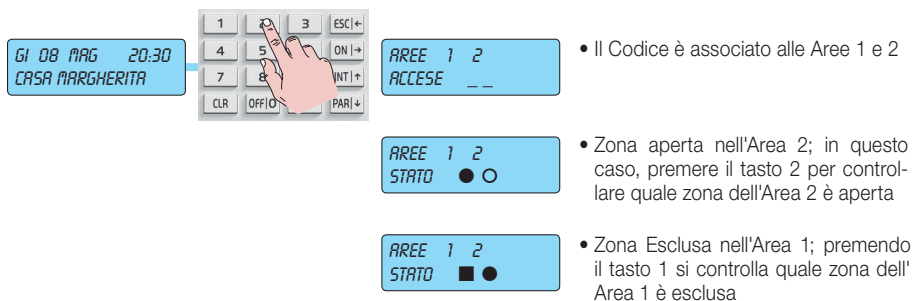 GI 08 MAG 20:30
CASA MARGHERITA
1 2 3 ESC|←
4 5 ON|→
7 8 INT|↑
CLR OFF|O PAR|↓
AREE 1 2
ACCESE _ _
• Il Codice è associato alle Aree 1 e 2
AREE 1 2
STATO ● ○
• Zona aperta nell'Area 2; in questo
caso, premere il tasto 2 per control-
lare quale zona dell'Area 2 è aperta
AREE 1 2
STATO ■ ●
• Zona Esclusa nell'Area 1; premendo
il tasto 1 si controlla quale zona dell'
Area 1 è esclusa